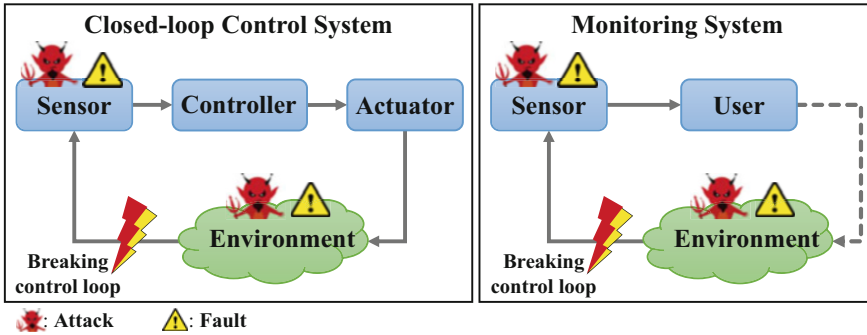 Closed-loop Control System
Sensor
Controller
Actuator
Environment
Breaking
control loop
Monitoring System
Sensor
User
Environment
Breaking
control loop
: Attack
: Fault